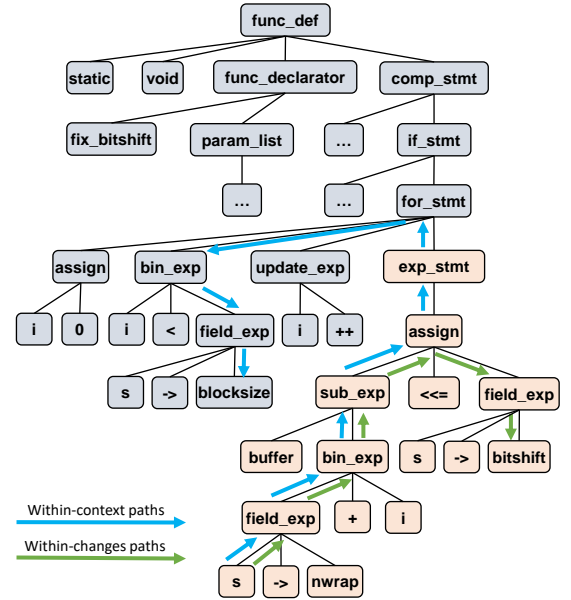 func_def
static void func_declarator comp_stmt
fix_bitshift param_list ... if_stmt
... ... for_stmt
assign bin_exp update_exp exp_stmt
i 0 i < field_exp i ++ assign
s -> blocksize sub_exp <<= field_exp
buffer bin_exp s -> bitshift
Within-context paths field_exp + i
Within-changes paths
s -> nwrap